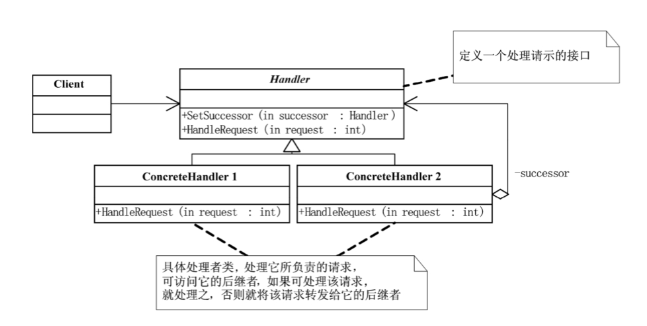 定义一个处理请示的接口
Client
Handler
+SetSuccessor(in successor : Handler)
+HandleRequest(in request : int)
ConcreteHandler 1
+HandleRequest(in request : int)
ConcreteHandler 2
+HandleRequest(in request : int)
-successor
具体处理者类，处理它所负责的请求，
可访问它的后继者，如果可处理该请求，
就处理之，否则就将该请求转发给它的后继者